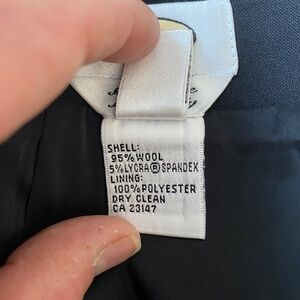 SHELL:
95% WOOL
5% LYCRA® SPANDEX
LINING:
100% POLYESTER
DRY CLEAN
CA 23147